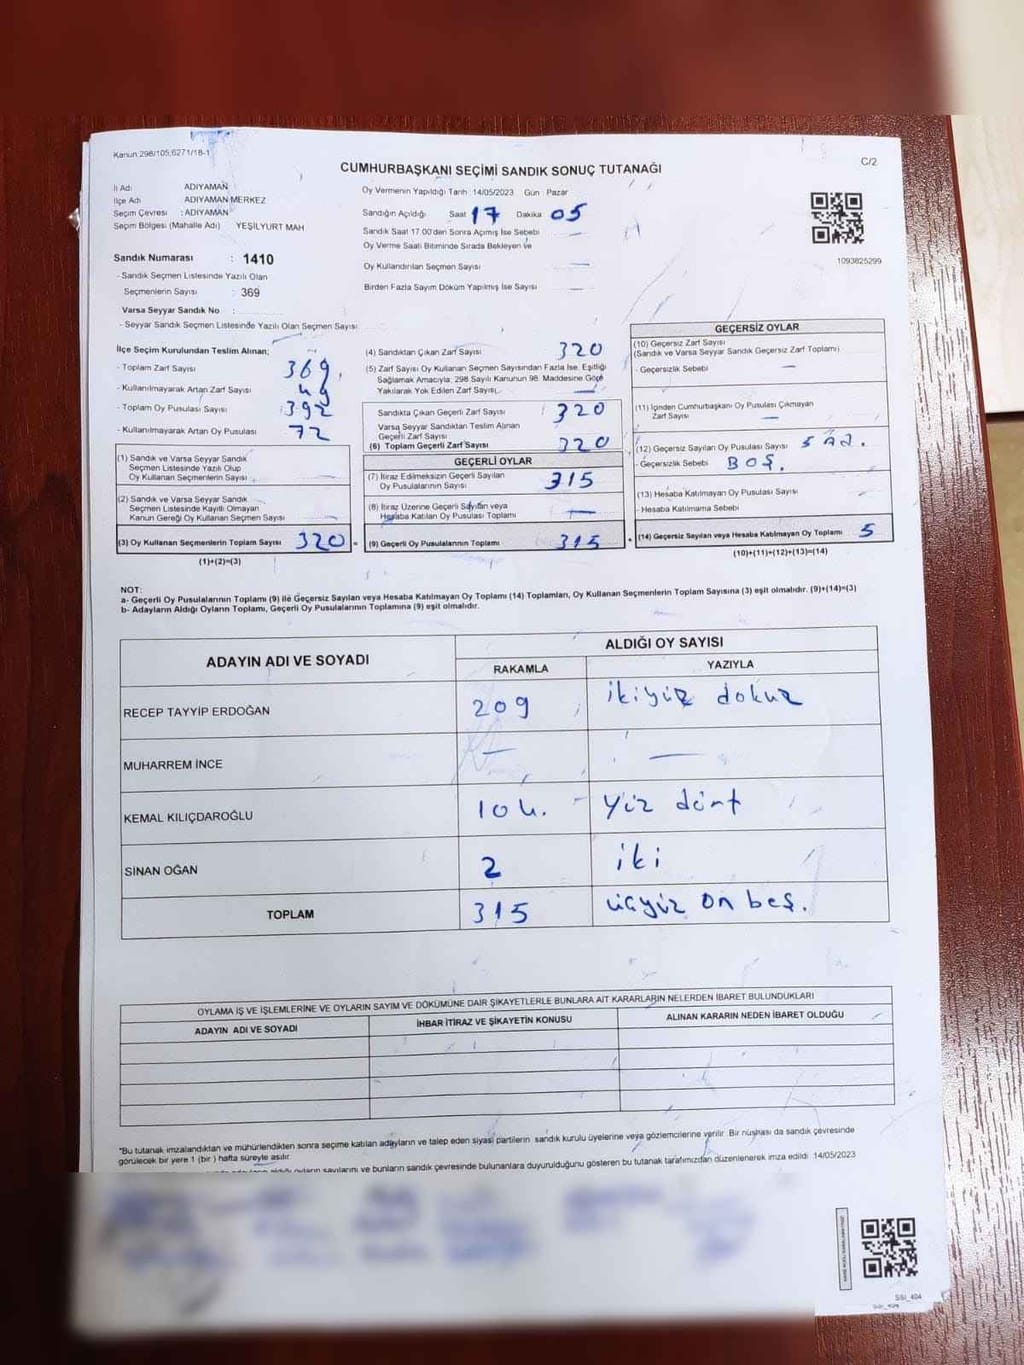 Kanun 298/105;6271/18-1
CUMHURBAŞKANI SEÇİMİ SANDIK SONUÇ TUTANAĞI
C/2
İl Adı ADIYAMAN
İlçe Adı ADIYAMAN MERKEZ
Seçim Çevresi : ADIYAMAN
Seçim Bölgesi (Mahalle Adı) YEŞİLYURT MAH
Oy Vermenin Yapıldığı Tarih 14/05/2023 Gün Pazar
Sandığın Açıldığı Saat 17 Dakika 05
Sandık Saat 17.00'den Sonra Açımış İse Sebebi
Oy Verme Saati Bitiminde Sırada Bekleyen ve
Oy Kullandırılan Seçmen Sayısı
Birden Fazla Sayım Döküm Yapılmış İse Sayısı
1093825299
Sandık Numarası : 1410
- Sandık Seçmen Listesinde Yazılı Olan
Seçmenlerin Sayısı : 369
Varsa Seyyar Sandık No :
- Seyyar Sandık Seçmen Listesinde Yazılı Olan Seçmen Sayısı
İlçe Seçim Kurulundan Teslim Alınan;
- Toplam Zarf Sayısı 369
- Kullanılmayarak Artan Zarf Sayısı 49
- Toplam Oy Pusulası Sayısı 392
- Kullanılmayarak Artan Oy Pusulası 72
(1) Sandık ve Varsa Seyyar Sandık
Seçmen Listesinde Yazılı Olup
Oy Kullanan Seçmenlerin Sayısı
(2) Sandık ve Varsa Seyyar Sandık
Seçmen Listesinde Kayıtlı Olmayan
Kanun Gereği Oy Kullanan Seçmen Sayısı
(3) Oy Kullanan Seçmenlerin Toplam Sayısı 320 =
(1)+(2)=(3)
(4) Sandıktan Çıkan Zarf Sayısı 320
(5) Zarf Sayısı Oy Kullanan Seçmen Sayısından Fazla İse, Eşitliği
Sağlamak Amacıyla; 298 Sayılı Kanunun 98. Maddesine Göre
Yakılarak Yok Edilen Zarf Sayısı
Sandıkta Çıkan Geçerli Zarf Sayısı 320
Varsa Seyyar Sandıktan Teslim Alınan
Geçerli Zarf Sayısı
(6) Toplam Geçerli Zarf Sayısı 320
GEÇERLİ OYLAR
(7) İtiraz Edilmeksizin Geçerli Sayılan
Oy Pusulalarının Sayısı 315
(8) İtiraz Üzerine Geçerli Sayılan veya
Hesaba Katılan Oy Pusulası Toplamı
(9) Geçerli Oy Pusulalarının Toplamı 315 +
GEÇERSİZ OYLAR
(10) Geçersiz Zarf Sayısı
(Sandık ve Varsa Seyyar Sandık Geçersiz Zarf Toplamı)
- Geçersizlik Sebebi
(11) İçinden Cumhurbaşkanı Oy Pusulası Çıkmayan
Zarf Sayısı
(12) Geçersiz Sayılan Oy Pusulası Sayısı 5 Ad.
- Geçersizlik Sebebi BOŞ.
(13) Hesaba Katılmayan Oy Pusulası Sayısı
- Hesaba Katılmama Sebebi
(14) Geçersiz Sayılan veya Hesaba Katılmayan Oy Toplamı 5
(10)+(11)+(12)+(13)=(14)
NOT:
a- Geçerli Oy Pusulalarının Toplamı (9) ile Geçersiz Sayılan veya Hesaba Katılmayan Oy Toplamı (14) Toplamları, Oy Kullanan Seçmenlerin Toplam Sayısına (3) eşit olmalıdır. (9)+(14)=(3)
b- Adayların Aldığı Oyların Toplamı, Geçerli Oy Pusulalarının Toplamına (9) eşit olmalıdır.
ADAYIN ADI VE SOYADI
ALDIĞI OY SAYISI
RAKAMLA YAZIYLA
RECEP TAYYİP ERDOĞAN 209 ikiyiz dokuz
MUHARREM İNCE — —
KEMAL KILIÇDAROĞLU 104. yiz dört
SİNAN OĞAN 2 iki
TOPLAM 315 üçyiz on beş.
OYLAMA İŞ VE İŞLEMLERİNE VE OYLARIN SAYIM VE DÖKÜMÜNE DAİR ŞİKAYETLERLE BUNLARA AİT KARARLARIN NELERDEN İBARET BULUNDUKLARI
ADAYIN ADI VE SOYADI İHBAR İTİRAZ VE ŞİKAYETİN KONUSU ALINAN KARARIN NEDEN İBARET OLDUĞU
*Bu tutanak imzalandıktan ve mühürlendikten sonra seçime katılan adayların ve talep eden siyasi partilerin sandık kurulu üyelerine veya gözlemcilerine verilir. Bir nüshası da sandık çevresinde
görülecek bir yere 1 (bir) hafta süreyle asılır.
oyların sayılarını ve bunların sandık çevresinde bulunanlara duyurulduğunu gösteren bu tutanak tarafımızdan düzenlenerek imza edildi. 14/05/2023
SSI_404